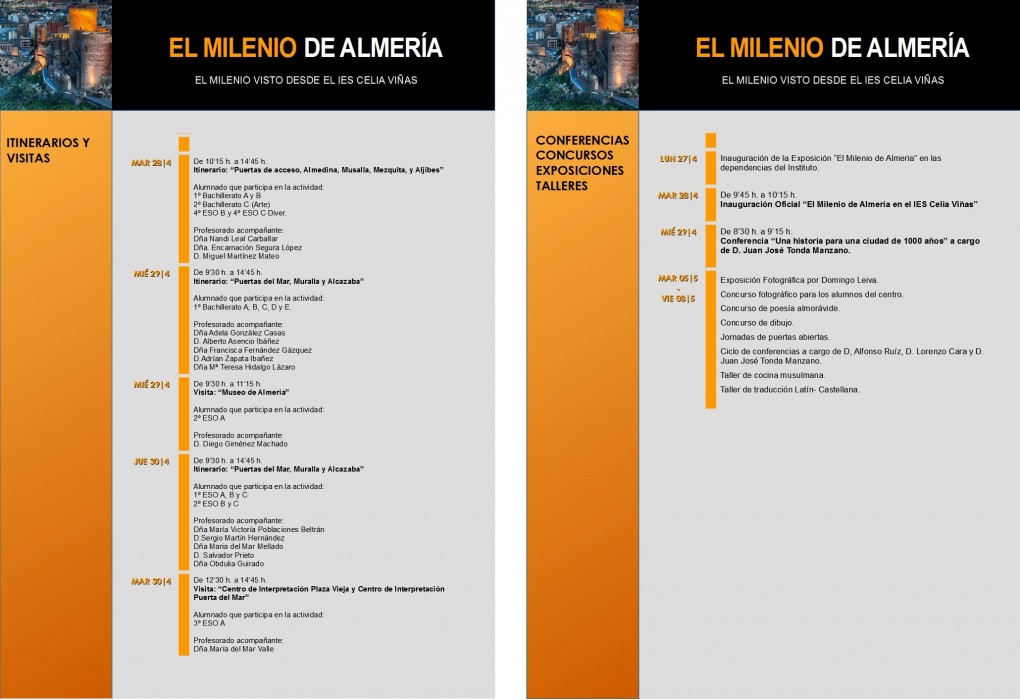 EL MILENIO DE ALMERÍA
EL MILENIO VISTO DESDE EL IES CELIA VIÑAS
ITINERARIOS Y
VISITAS
MAR 28|4
De 10'15 h. a 14'45 h.
Itinerario: “Puertas de acceso, Almedina, Musalla, Mezquita, y Aljibes”
Alumnado que participa en la actividad:
1º Bachillerato A y B
2º Bachillerato C (Arte)
4º ESO B y 4º ESO C Diver.
Profesorado acompañante:
Dña Nandi Leal Carballar
Dña. Encarnación Segura López
D. Miguel Martínez Mateo
MIÉ 29|4
De 9'30 h. a 14'45 h.
Itinerario: “Puertas del Mar, Muralla y Alcazaba”
Alumnado que participa en la actividad:
1º Bachillerato A, B, C, D y E.
Profesorado acompañante:
Dña Adela González Casas
D. Alberto Asencio Ibáñez
Dña Francisca Fernández Gázquez
D.Adrían Zapata Ibañez
Dña Mª Teresa Hidalgo Lázaro
MIÉ 29|4
De 9'30 h. a 11'15 h.
Visita: “Museo de Almería”
Alumnado que participa en la actividad:
2º ESO A
Profesorado acompañante:
D. Diego Giménez Machado
JUE 30|4
De 9'30 h. a 14'45 h.
Itinerario: “Puertas del Mar, Muralla y Alcazaba”
Alumnado que participa en la actividad:
1º ESO A, B y C
2º ESO B y C
Profesorado acompañante:
Dña María Victoria Poblaciones Beltrán
D.Sergio Martín Hernández
Dña Maria del Mar Mellado
D. Salvador Prieto
Dña Obdulia Guirado
MAR 30|4
De 12'30 h. a 14'45 h.
Visita: “Centro de Interpretación Plaza Vieja y Centro de Interpretación
Puerta del Mar”
Alumnado que participa en la actividad:
3º ESO A
Profesorado acompañante:
Dña.María del Mar Valle
EL MILENIO DE ALMERÍA
EL MILENIO VISTO DESDE EL IES CELIA VIÑAS
CONFERENCIAS
CONCURSOS
EXPOSICIONES
TALLERES
LUN 27|4
Inauguración de la Exposición “El Milenio de Almería” en las
dependencias del Instituto.
MAR 28|4
De 9'45 h. a 10'15 h.
Inauguración Oficial “El Milenio de Almería en el IES Celia Viñas”
MIÉ 29|4
De 8'30 h. a 9'15 h.
Conferencia “Una historia para una ciudad de 1000 años” a cargo
de D. Juan José Tonda Manzano.
MAR 05|5
-
VIE 08|5
Exposición Fotográfica por Domingo Leiva.
Concurso fotográfico para los alumnos del centro.
Concurso de poesía almorávide.
Concurso de dibujo.
Jornadas de puertas abiertas.
Ciclo de conferencias a cargo de D, Alfonso Ruíz, D. Lorenzo Cara y D.
Juan José Tonda Manzano.
Taller de cocina musulmana.
Taller de traducción Latín- Castellana.